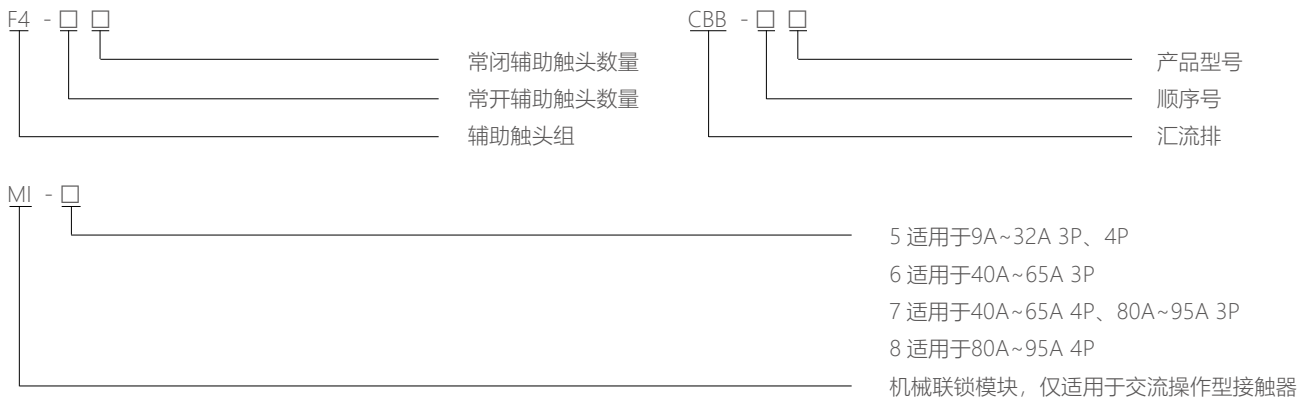 F4 - □ □
常闭辅助触头数量
常开辅助触头数量
辅助触头组
CBB - □ □
产品型号
顺序号
汇流排
MI - □
5 适用于9A~32A 3P、4P
6 适用于40A~65A 3P
7 适用于40A~65A 4P、80A~95A 3P
8 适用于80A~95A 4P
机械联锁模块，仅适用于交流操作型接触器